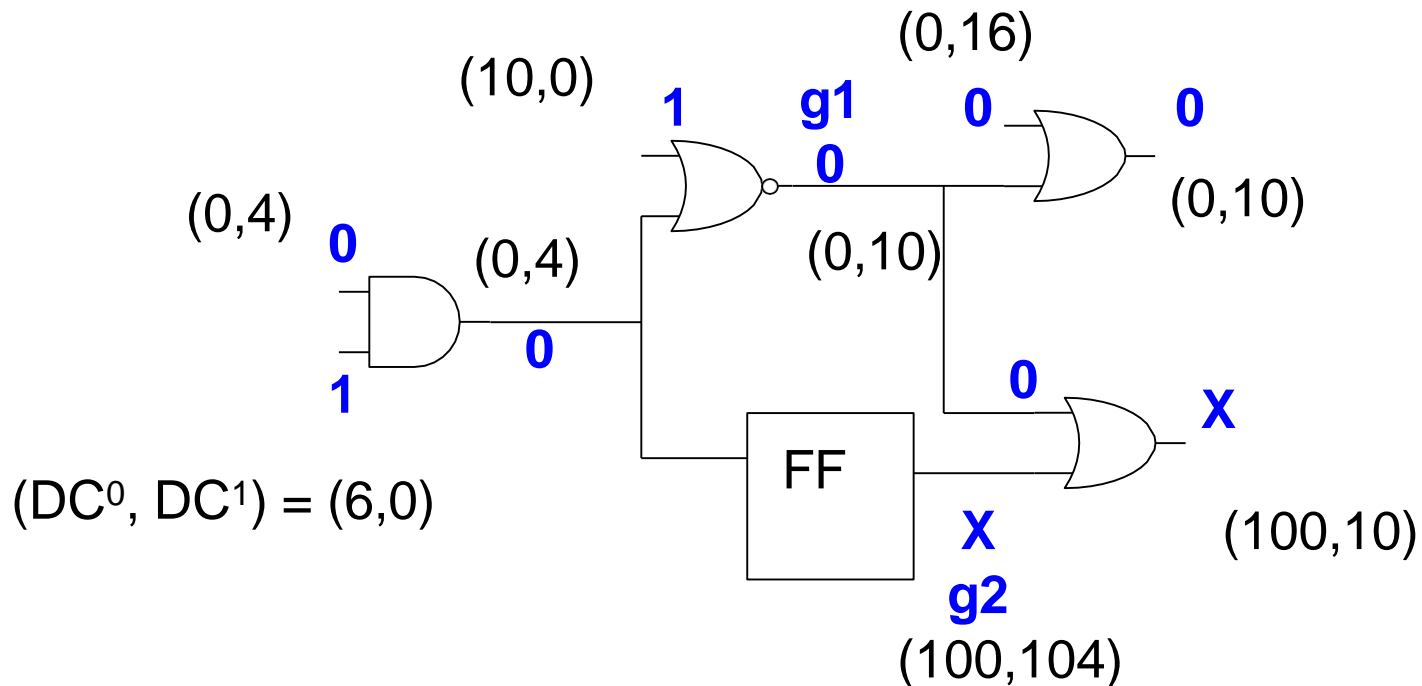 (0,16)
(10,0)
1
g1
0
0
0
(0,4)
0
(0,4)
(0,10)
(0,10)
0
1
0
X
(DC⁰, DC¹) = (6,0)
FF
X
g2
(100,10)
(100,104)